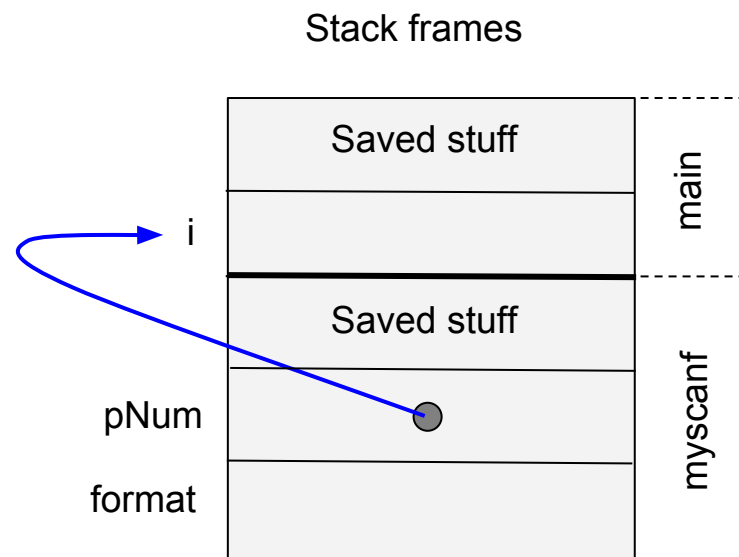 Stack frames
Saved stuff
main
i
Saved stuff
myscanf
pNum
format